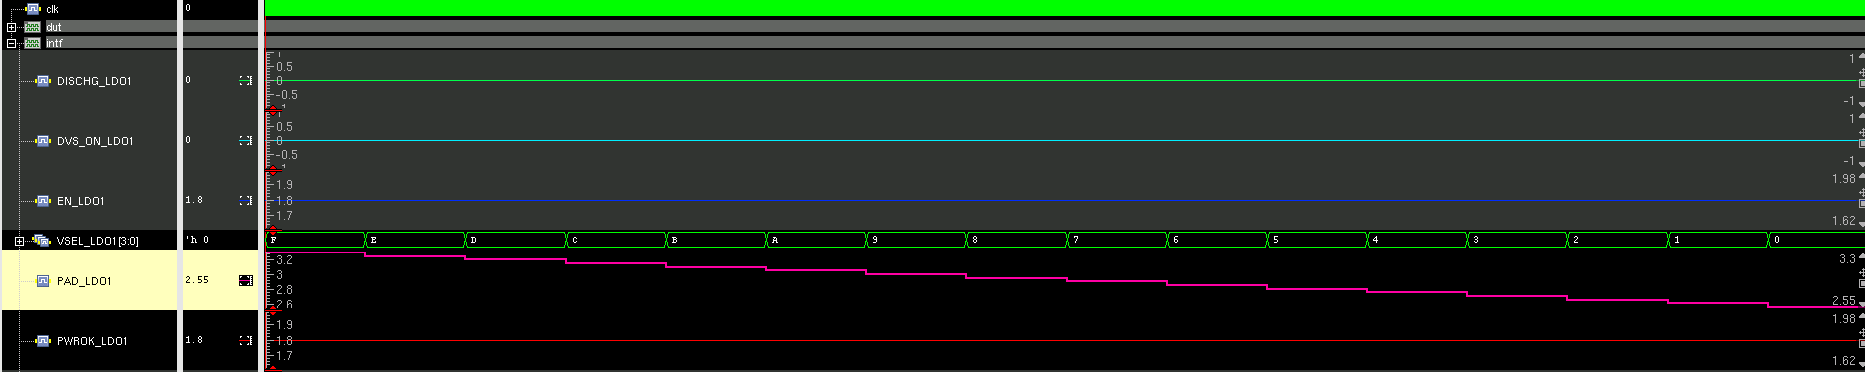 clk 0
dut
intf
1
0.5 1
DISCHG_LDO1 0 0
-0.5 -1
-1
1 1
0.5
DVS_ON_LDO1 0 0
-0.5 -1
-1
1.9 1.98
EN_LDO1 1.8 1.8
1.7 1.62
VSEL_LDO1[3:0] 'h 0 F E D C B A 9 8 7 6 5 4 3 2 1 0
3.2 3.3
3
PAD_LDO1 2.55
2.8
2.6 2.55
1.9 1.98
PWROK_LDO1 1.8 1.8
1.7 1.62